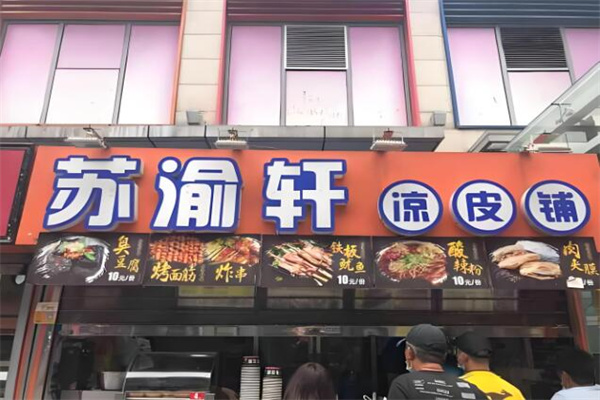 苏渝轩 凉皮铺
臭豆腐
10元/份
烤面筋 炸串
铁板鱿鱼
10元/份
酸辣粉
10元/份
肉夹膜